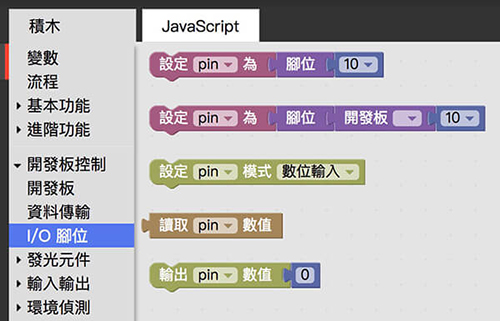 積木
JavaScript
變數
流程
基本功能
進階功能
開發板控制
開發板
資料傳輸
I/O 腳位
發光元件
輸入輸出
環境偵測
設定 pin 為 腳位 10
設定 pin 為 腳位 開發板 10
設定 pin 模式 數位輸入
讀取 pin 數值
輸出 pin 數值 0